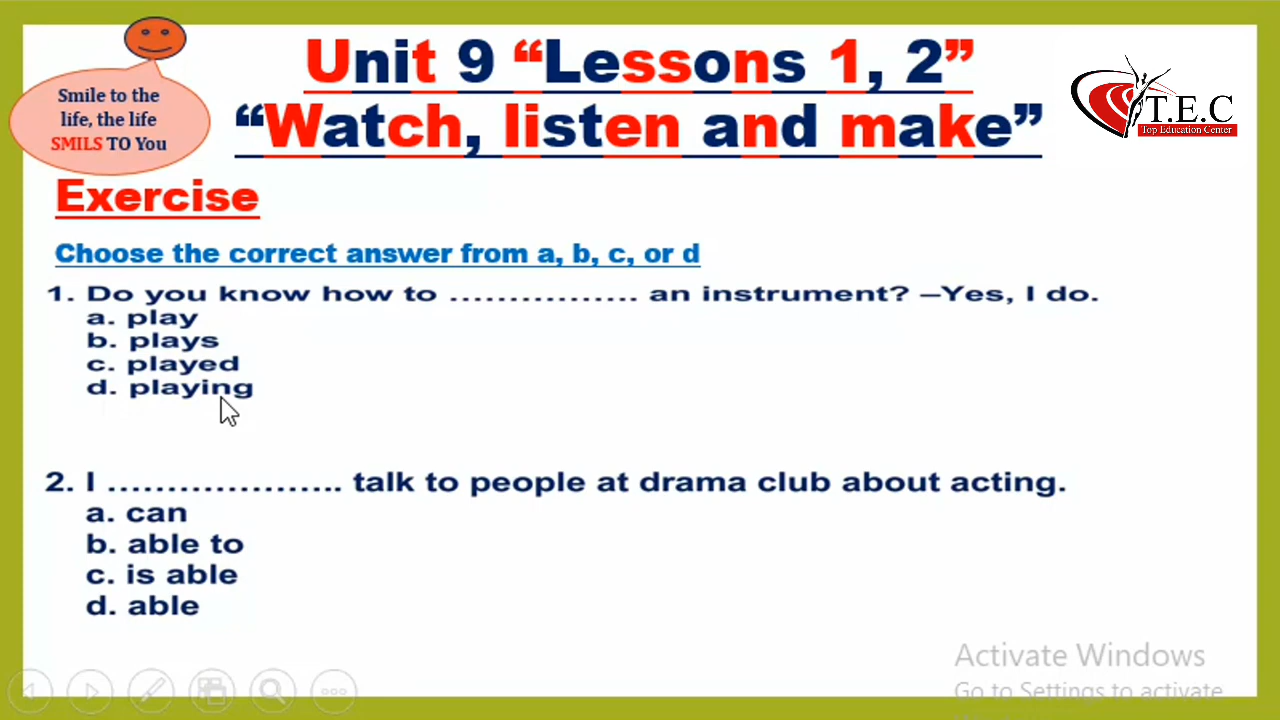 Smile to the
life, the life
SMILS TO You
Unit 9 “Lessons 1, 2”
“Watch, listen and make”
T.E.C
Top Education Center
Exercise
Choose the correct answer from a, b, c, or d
1. Do you know how to ................ an instrument? –Yes, I do.
a. play
b. plays
c. played
d. playing
2. I .................... talk to people at drama club about acting.
a. can
b. able to
c. is able
d. able
Activate Windows
Go to Settings to activate